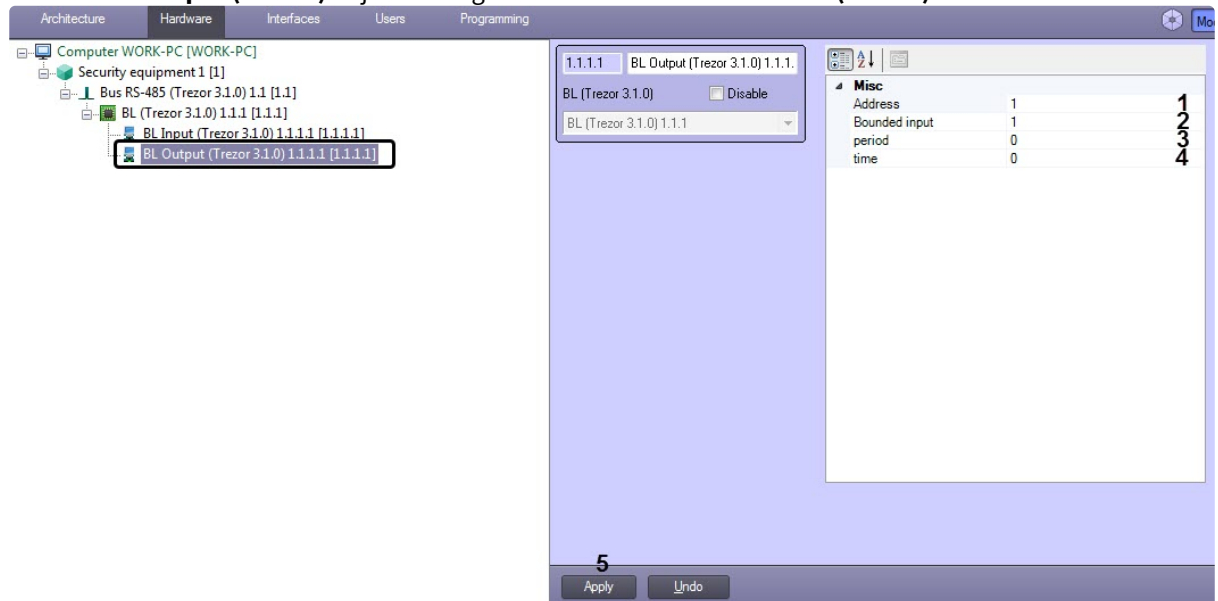 Architecture Hardware Interfaces Users Programming
Computer WORK-PC [WORK-PC]
Security equipment 1 [1]
Bus RS-485 (Trezor 3.1.0) 1.1 [1.1]
BL (Trezor 3.1.0) 1.1.1 [1.1.1]
BL Input (Trezor 3.1.0) 1.1.1.1 [1.1.1.1]
BL Output (Trezor 3.1.0) 1.1.1.1 [1.1.1.1]
1.1.1.1 BL Output (Trezor 3.1.0) 1.1.1.
BL (Trezor 3.1.0) Disable
BL (Trezor 3.1.0) 1.1.1
Misc
Address 1 1
Bounded input 1 2
period 0 3
time 0 4
5
Apply Undo